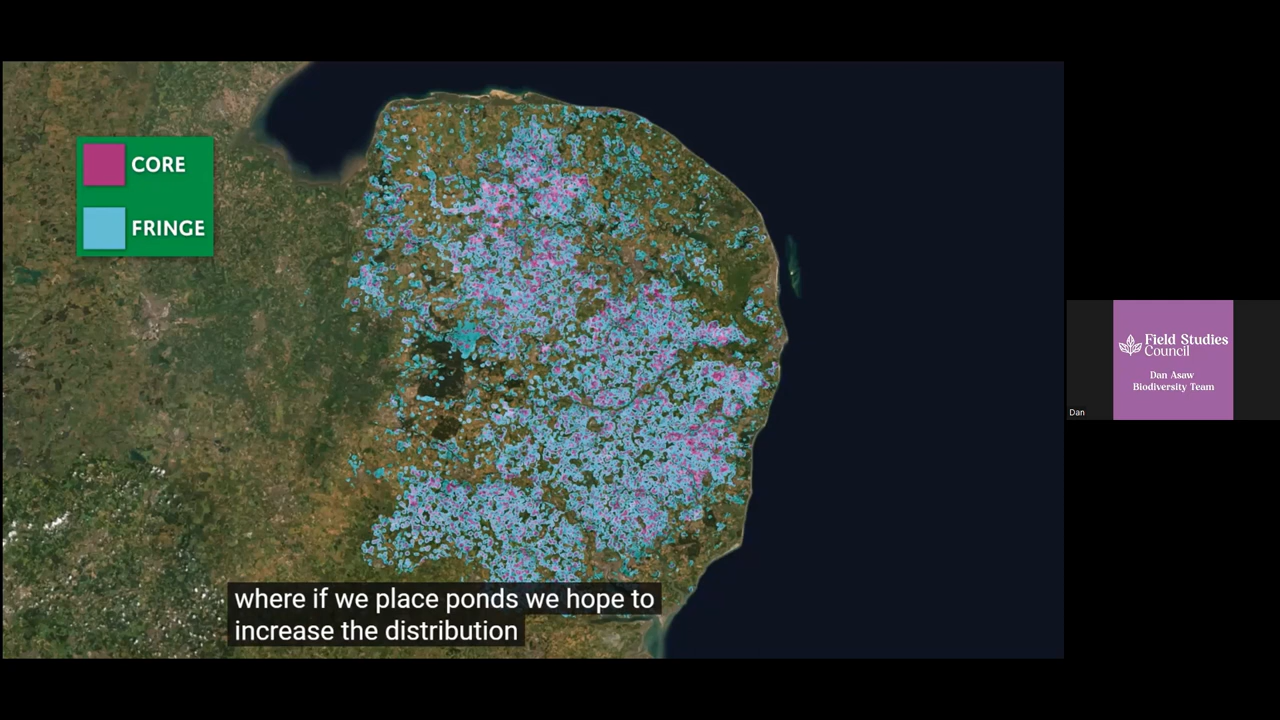 CORE
FRINGE
where if we place ponds we hope to
increase the distribution
Field Studies
Council
Dan Asaw
Biodiversity Team
Dan